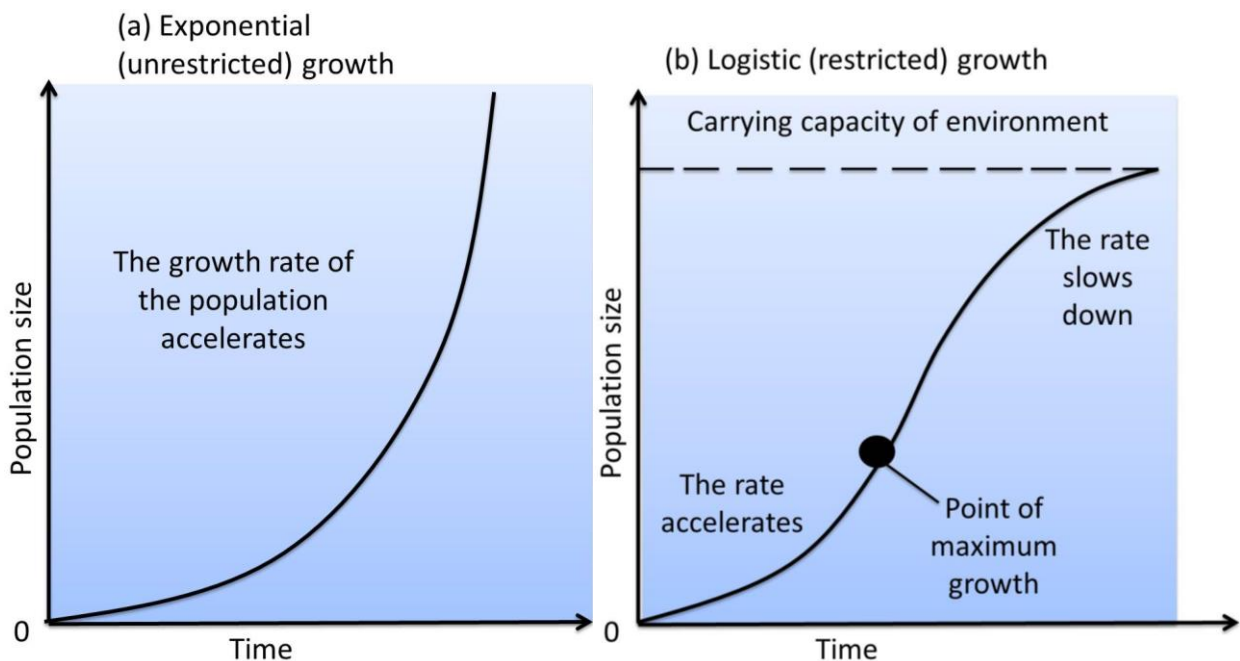 (a) Exponential
(unrestricted) growth
Population size
The growth rate of
the population
accelerates
0
Time
(b) Logistic (restricted) growth
Population size
Carrying capacity of environment
The rate
slows
down
The rate
accelerates
Point of
maximum
growth
0
Time